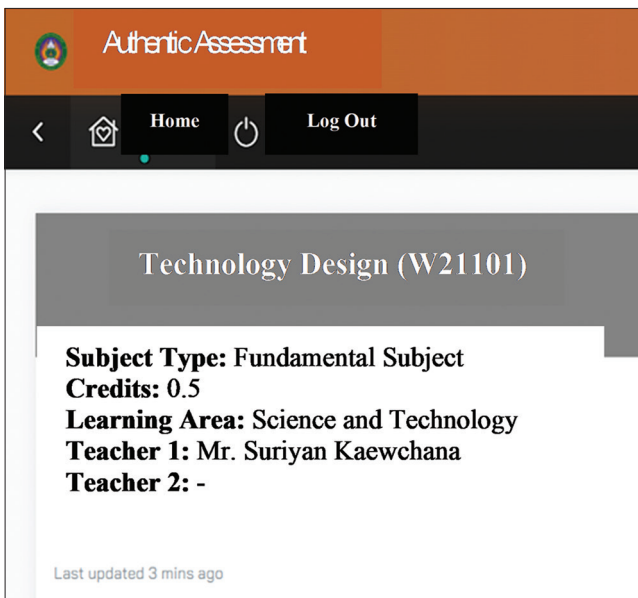 Authentic Assessment
Home Log Out
Technology Design (W21101)
Subject Type: Fundamental Subject
Credits: 0.5
Learning Area: Science and Technology
Teacher 1: Mr. Suriyan Kaewchana
Teacher 2: -
Last updated 3 mins ago